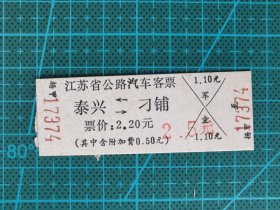 江苏省公路汽车客票
泰兴 ⇄ 刁铺
票价:2.20元
(其中含附加费0.50元)
1.10元
1.10元
17374
17374
80°